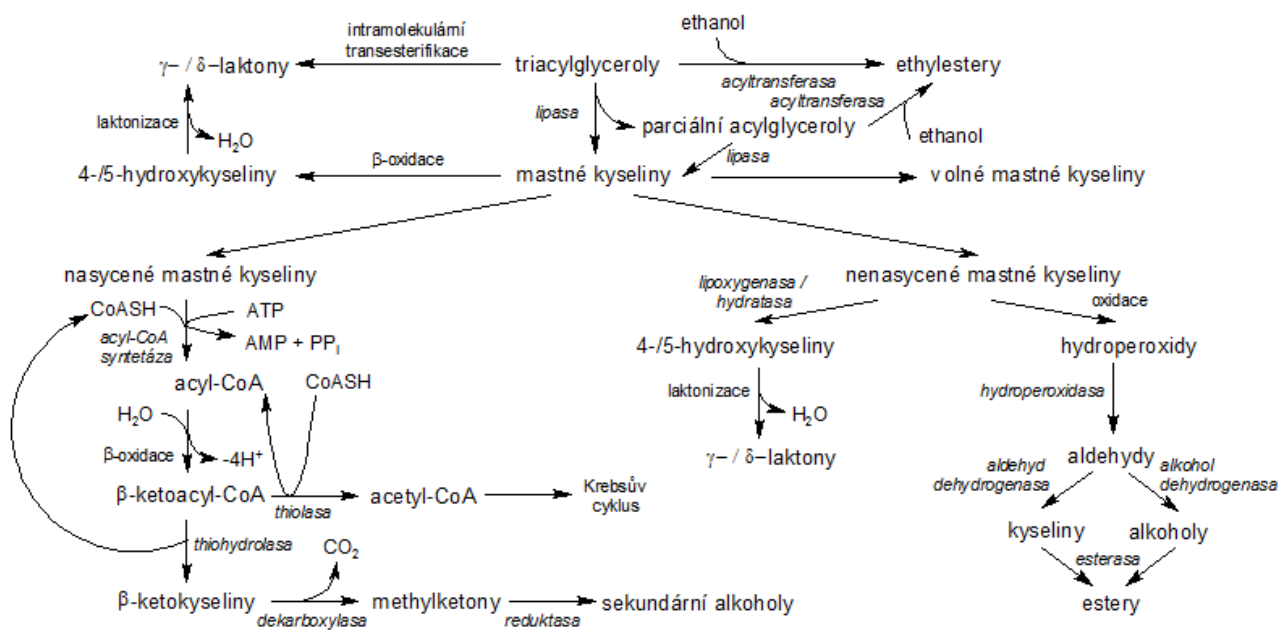 intramolekulární
transesterifikace
ethanol
γ– / δ–laktony
triacylglyceroly
acyltransferasa
ethylestery
acyltransferasa
laktonizace
H2O
lipasa
parciální acylglyceroly
ethanol
4-/5-hydroxykyseliny
β-oxidace
mastné kyseliny
lipasa
volné mastné kyseliny
nasycené mastné kyseliny
nenasycené mastné kyseliny
CoASH
ATP
acyl-CoA
syntetáza
AMP + PPi
lipoxygenasa /
hydratasa
oxidace
4-/5-hydroxykyseliny
hydroperoxidy
acyl-CoA
CoASH
laktonizace
H2O
hydroperoxidasa
H2O
β-oxidace
-4H+
γ– / δ–laktony
aldehydy
β-ketoacyl-CoA
thiolasa
acetyl-CoA
Krebsův
cyklus
aldehyd
dehydrogenasa
alkohol
dehydrogenasa
thiohydrolasa
CO2
kyseliny
alkoholy
esterasa
β-ketokyseliny
dekarboxylasa
methylketony
reduktasa
sekundární alkoholy
estery